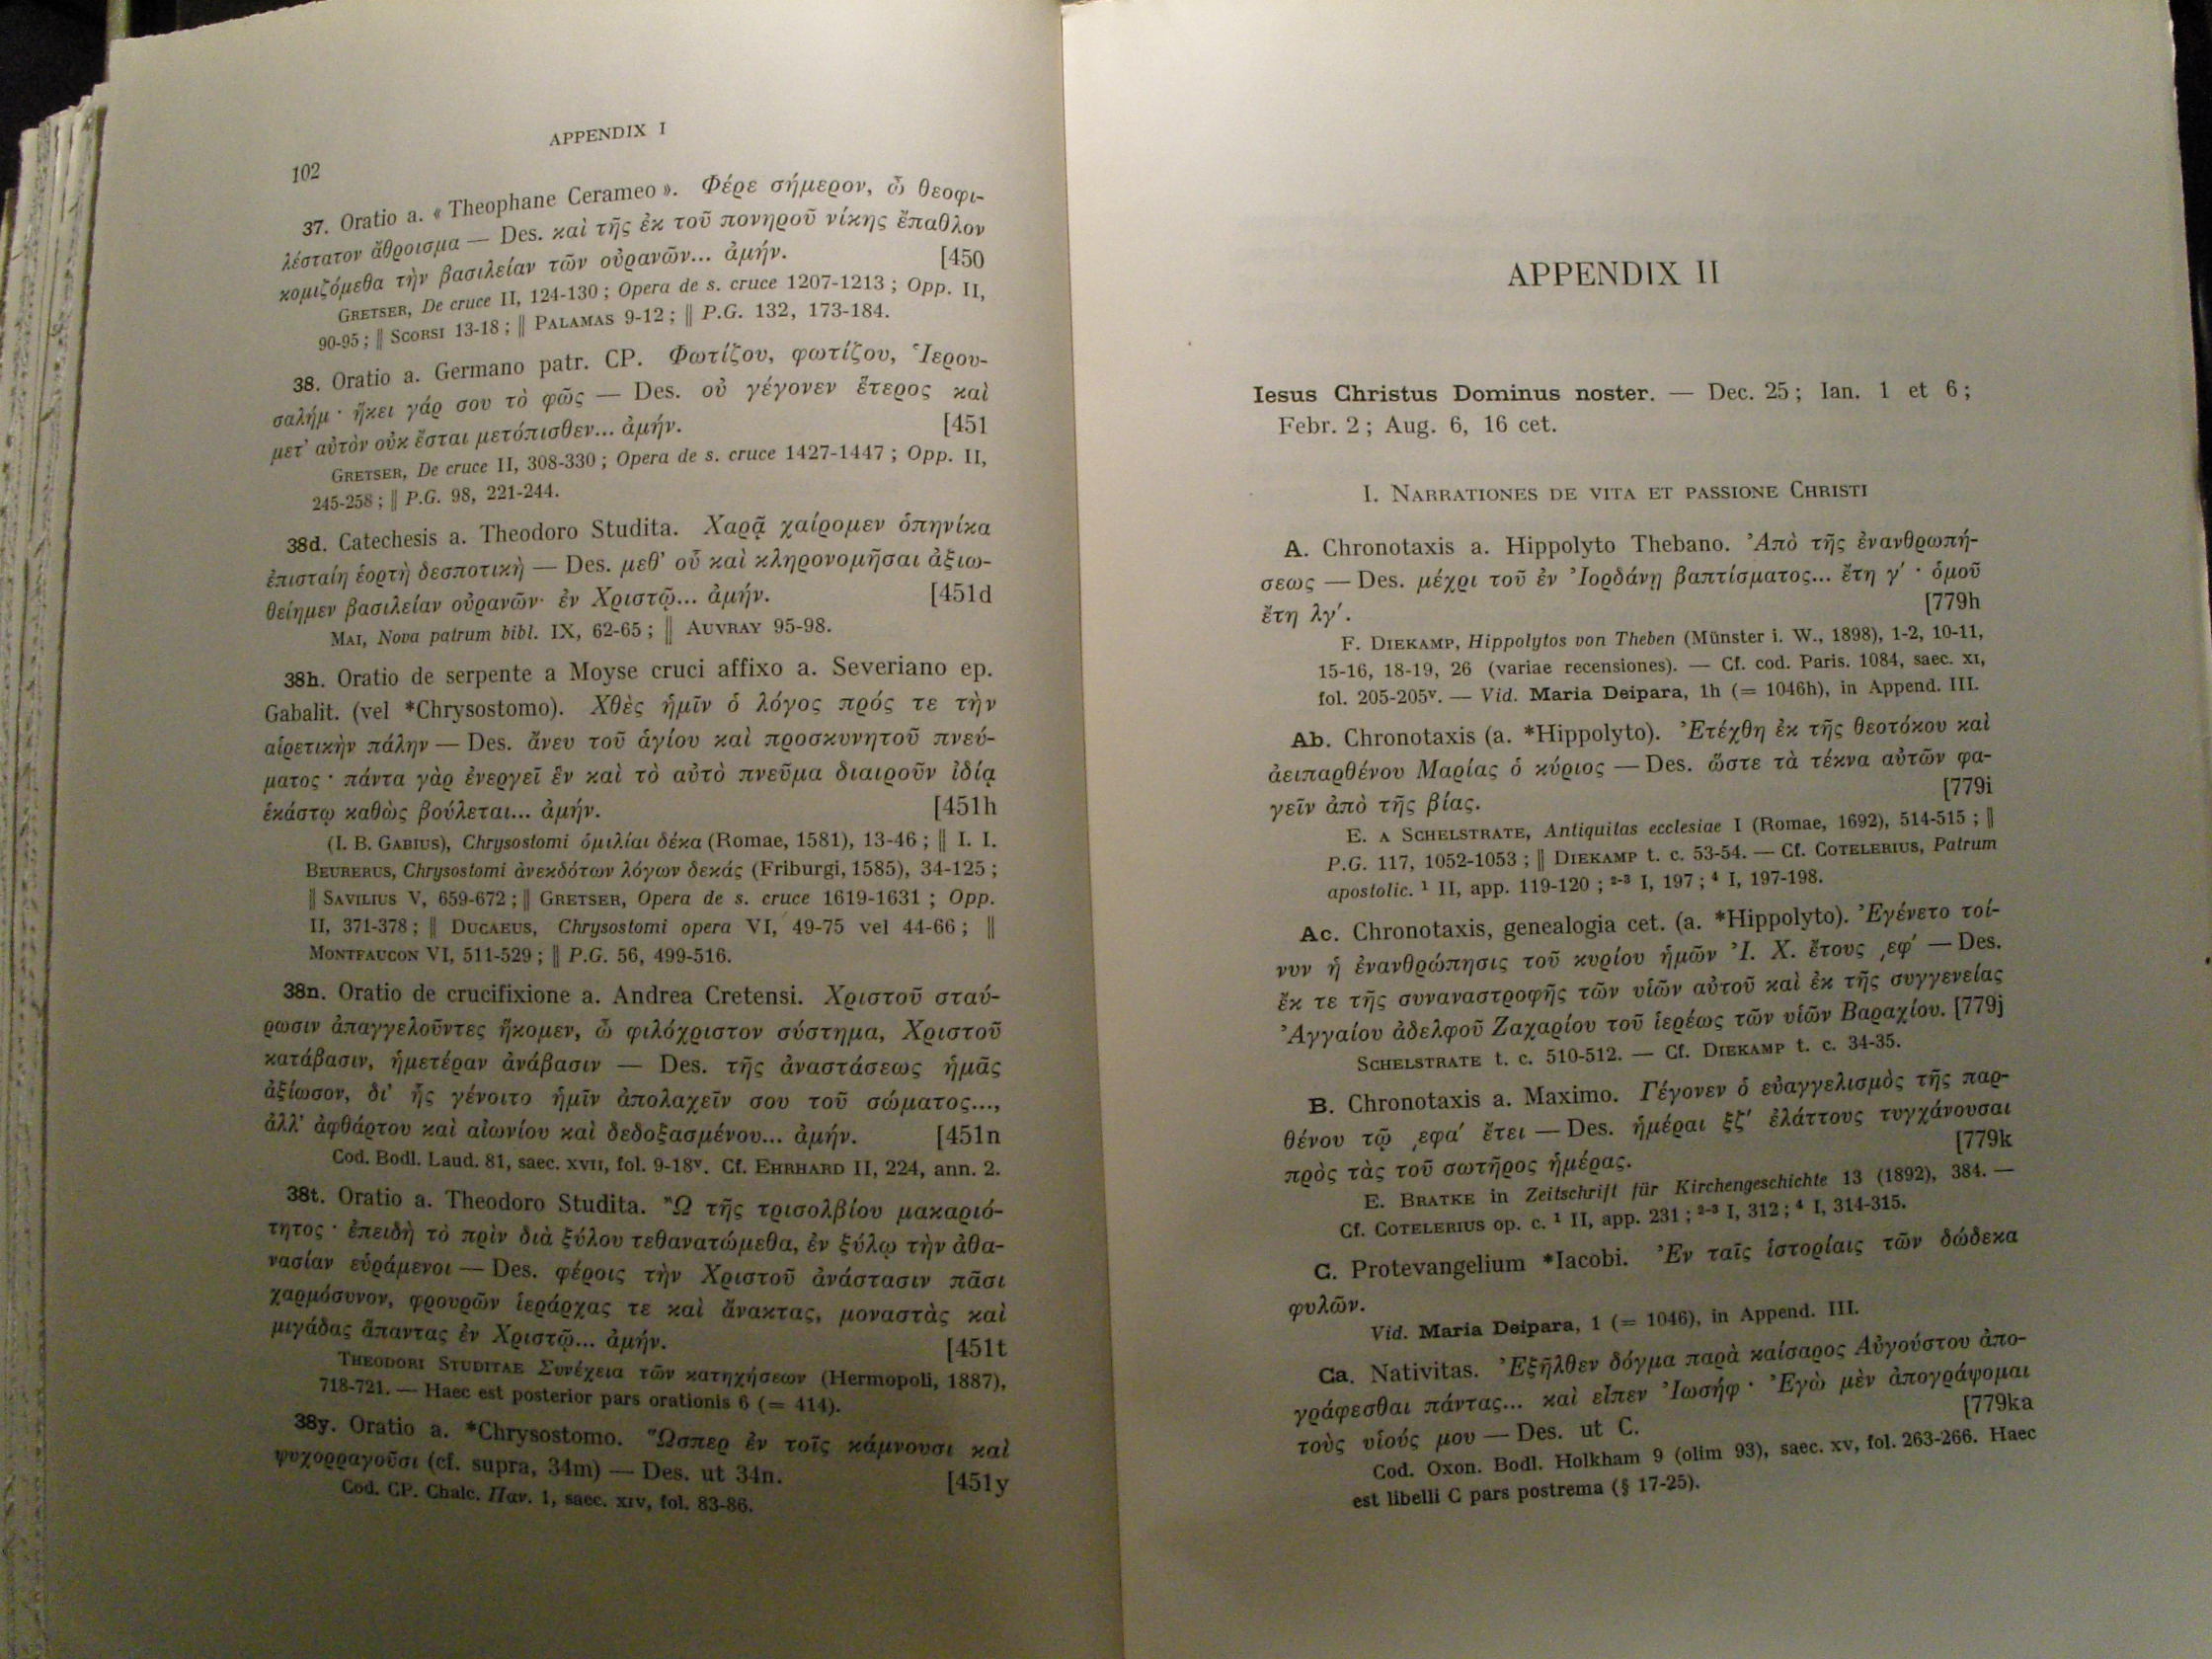 APPENDIX I
102
37. Oratio a. « Theophane Cerameo ». Φέρε σήμερον, ὦ θεοφι-
λέστατον ἄθροισμα — Des. καὶ τῆς ἐκ τοῦ πονηροῦ νίκης ἔπαθλον
κομιζόμεθα τὴν βασιλείαν τῶν οὐρανῶν... ἀμήν. [450
GRETSER, De cruce II, 124-130 ; Opera de s. cruce 1207-1213 ; Opp. II,
90-95 ; || SCORSI 13-18 ; || PALAMAS 9-12 ; || P.G. 132, 173-184.
38. Oratio a. Germano patr. CP. Φωτίζου, φωτίζου, Ἱερου-
σαλήμ · ἥκει γάρ σου τὸ φῶς — Des. οὐ γέγονεν ἕτερος καὶ
μετ᾽ αὐτὸν οὐκ ἔσται μετόπισθεν... ἀμήν. [451
GRETSER, De cruce II, 308-330 ; Opera de s. cruce 1427-1447 ; Opp. II,
245-258 ; || P.G. 98, 221-244.
38d. Catechesis a. Theodoro Studita. Χαρᾷ χαίρομεν ὁπηνίκα
ἐπισταίη ἑορτὴ δεσποτικὴ — Des. μεθ᾽ οὗ καὶ κληρονομῆσαι ἀξιω-
θείημεν βασιλείαν οὐρανῶν· ἐν Χριστῷ... ἀμήν. [451d
MAI, Nova patrum bibl. IX, 62-65 ; || AUVRAY 95-98.
38h. Oratio de serpente a Moyse cruci affixo a. Severiano ep.
Gabalit. (vel *Chrysostomo). Χθὲς ἡμῖν ὁ λόγος πρός τε τὴν
αἱρετικὴν πάλην — Des. ἄνευ τοῦ ἁγίου καὶ προσκυνητοῦ πνεύ-
ματος · πάντα γὰρ ἐνεργεῖ ἓν καὶ τὸ αὐτὸ πνεῦμα διαιροῦν ἰδίᾳ
ἑκάστῳ καθὼς βούλεται... ἀμήν. [451h
(I. B. GABIUS), Chrysostomi ὁμιλίαι δέκα (Romae, 1581), 13-46 ; || I. I.
BEURERUS, Chrysostomi ἀνεκδότων λόγων δεκάς (Friburgi, 1585), 34-125 ;
|| SAVILIUS V, 659-672 ; || GRETSER, Opera de s. cruce 1619-1631 ; Opp.
II, 371-378 ; || DUCAEUS, Chrysostomi opera VI, 49-75 vel 44-66 ; ||
MONTFAUCON VI, 511-529 ; || P.G. 56, 499-516.
38n. Oratio de crucifixione a. Andrea Cretensi. Χριστοῦ σταύ-
ρωσιν ἀπαγγελοῦντες ἥκομεν, ὦ φιλόχριστον σύστημα, Χριστοῦ
κατάβασιν, ἡμετέραν ἀνάβασιν — Des. τῆς ἀναστάσεως ἡμᾶς
ἀξίωσον, δι᾽ ἧς γένοιτο ἡμῖν ἀπολαχεῖν σου τοῦ σώματος...,
ἀλλ᾽ ἀφθάρτου καὶ αἰωνίου καὶ δεδοξασμένου... ἀμήν. [451n
Cod. Bodl. Laud. 81, saec. XVII, fol. 9-18v. Cf. EHRHARD II, 224, ann. 2.
38t. Oratio a. Theodoro Studita. Ὢ τῆς τρισολβίου μακαριό-
τητος · ἐπειδὴ τὸ πρὶν διὰ ξύλου τεθανατώμεθα, ἐν ξύλῳ τὴν ἀθα-
νασίαν εὑράμενοι — Des. φέροις τὴν Χριστοῦ ἀνάστασιν πᾶσι
χαρμόσυνον, φρουρῶν ἱεράρχας τε καὶ ἄνακτας, μοναστὰς καὶ
μιγάδας ἅπαντας ἐν Χριστῷ... ἀμήν. [451t
THEODORI STUDITAE Συνέχεια τῶν κατηχήσεων (Hermopoli, 1887),
718-721. — Haec est posterior pars orationis 6 (= 414).
38y. Oratio a. *Chrysostomo. Ὥσπερ ἐν τοῖς κάμνουσι καὶ
ψυχορραγοῦσι (cf. supra, 34m) — Des. ut 34n. [451y
Cod. CP. Chalc. Παν. 1, saec. XIV, fol. 83-86.
APPENDIX II
Iesus Christus Dominus noster. — Dec. 25 ; Ian. 1 et 6 ;
Febr. 2 ; Aug. 6, 16 cet.
I. NARRATIONES DE VITA ET PASSIONE CHRISTI
A. Chronotaxis a. Hippolyto Thebano. Ἀπὸ τῆς ἐνανθρωπή-
σεως — Des. μέχρι τοῦ ἐν Ἰορδάνῃ βαπτίσματος... ἔτη γ΄ · ὁμοῦ
ἔτη λγ΄. [779h
F. DIEKAMP, Hippolytos von Theben (Münster i. W., 1898), 1-2, 10-11,
15-16, 18-19, 26 (variae recensiones). — Cf. cod. Paris. 1084, saec. XI,
fol. 205-205v. — Vid. Maria Deipara, 1h (= 1046h), in Append. III.
Ab. Chronotaxis (a. *Hippolyto). Ἐτέχθη ἐκ τῆς θεοτόκου καὶ
ἀειπαρθένου Μαρίας ὁ κύριος — Des. ὥστε τὰ τέκνα αὐτῶν φα-
γεῖν ἀπὸ τῆς βίας. [779i
E. A SCHELSTRATE, Antiquitas ecclesiae I (Romae, 1692), 514-515 ; ||
P.G. 117, 1052-1053 ; || DIEKAMP t. c. 53-54. — Cf. COTELERIUS, Patrum
apostolic. ¹ II, app. 119-120 ; ²⁻³ I, 197 ; ⁴ I, 197-198.
Ac. Chronotaxis, genealogia cet. (a. *Hippolyto). Ἐγένετο τοί-
νυν ἡ ἐνανθρώπησις τοῦ κυρίου ἡμῶν Ἰ. Χ. ἔτους ͵εφ΄ — Des.
ἔκ τε τῆς συναναστροφῆς τῶν υἱῶν αὐτοῦ καὶ ἐκ τῆς συγγενείας
Ἀγγαίου ἀδελφοῦ Ζαχαρίου τοῦ ἱερέως τῶν υἱῶν Βαραχίου. [779j
SCHELSTRATE t. c. 510-512. — Cf. DIEKAMP t. c. 34-35.
B. Chronotaxis a. Maximo. Γέγονεν ὁ εὐαγγελισμὸς τῆς παρ-
θένου τῷ ͵εφα΄ ἔτει — Des. ἡμέραι ξζ΄ ἐλάττους τυγχάνουσαι
πρὸς τὰς τοῦ σωτῆρος ἡμέρας. [779k
E. BRATKE in Zeitschrift für Kirchengeschichte 13 (1892), 384. —
Cf. COTELERIUS op. c. ¹ II, app. 231 ; ²⁻³ I, 312 ; ⁴ I, 314-315.
C. Protevangelium *Iacobi. Ἐν ταῖς ἱστορίαις τῶν δώδεκα
φυλῶν.
Vid. Maria Deipara, 1 (= 1046), in Append. III.
Ca. Nativitas. Ἐξῆλθεν δόγμα παρὰ καίσαρος Αὐγούστου ἀπο-
γράφεσθαι πάντας... καὶ εἶπεν Ἰωσήφ · Ἐγὼ μὲν ἀπογράψομαι
τοὺς υἱούς μου — Des. ut C. [779ka
Cod. Oxon. Bodl. Holkham 9 (olim 93), saec. XV, fol. 263-266. Haec
est libelli C pars postrema (§ 17-25).